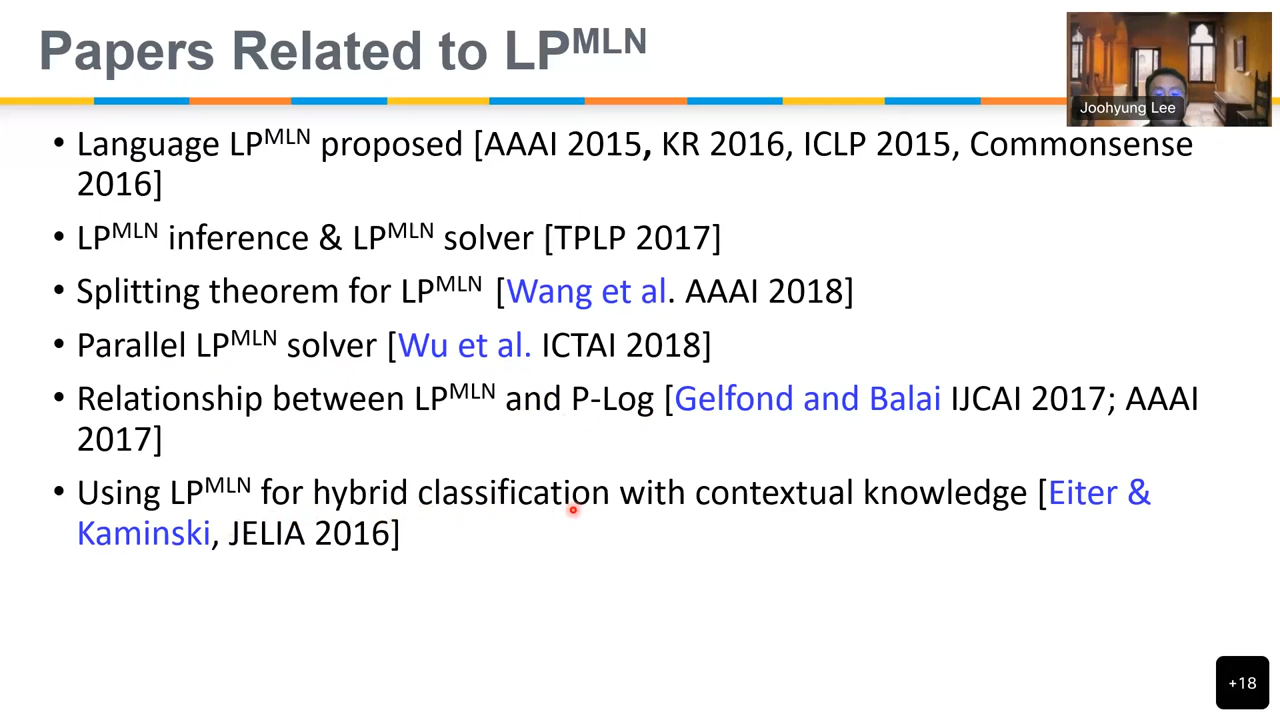 Papers Related to LPMLN
Joohyung Lee
• Language LPMLN proposed [AAAI 2015, KR 2016, ICLP 2015, Commonsense
2016]
• LPMLN inference & LPMLN solver [TPLP 2017]
• Splitting theorem for LPMLN [Wang et al. AAAI 2018]
• Parallel LPMLN solver [Wu et al. ICTAI 2018]
• Relationship between LPMLN and P-Log [Gelfond and Balai IJCAI 2017; AAAI
2017]
• Using LPMLN for hybrid classification with contextual knowledge [Eiter &
Kaminski, JELIA 2016]
+18